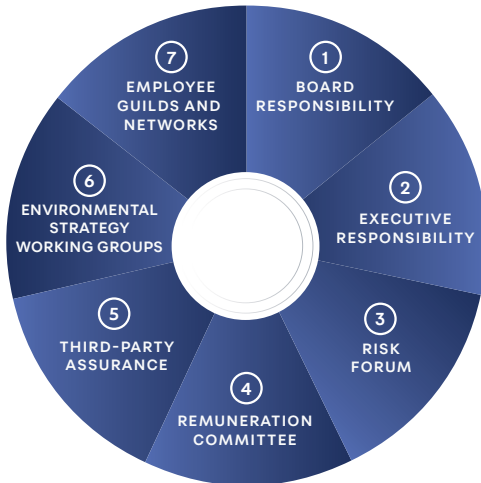 1
BOARD
RESPONSIBILITY
2
EXECUTIVE
RESPONSIBILITY
3
RISK
FORUM
4
REMUNERATION
COMMITTEE
5
THIRD-PARTY
ASSURANCE
6
ENVIRONMENTAL
STRATEGY
WORKING GROUPS
7
EMPLOYEE
GUILDS AND
NETWORKS